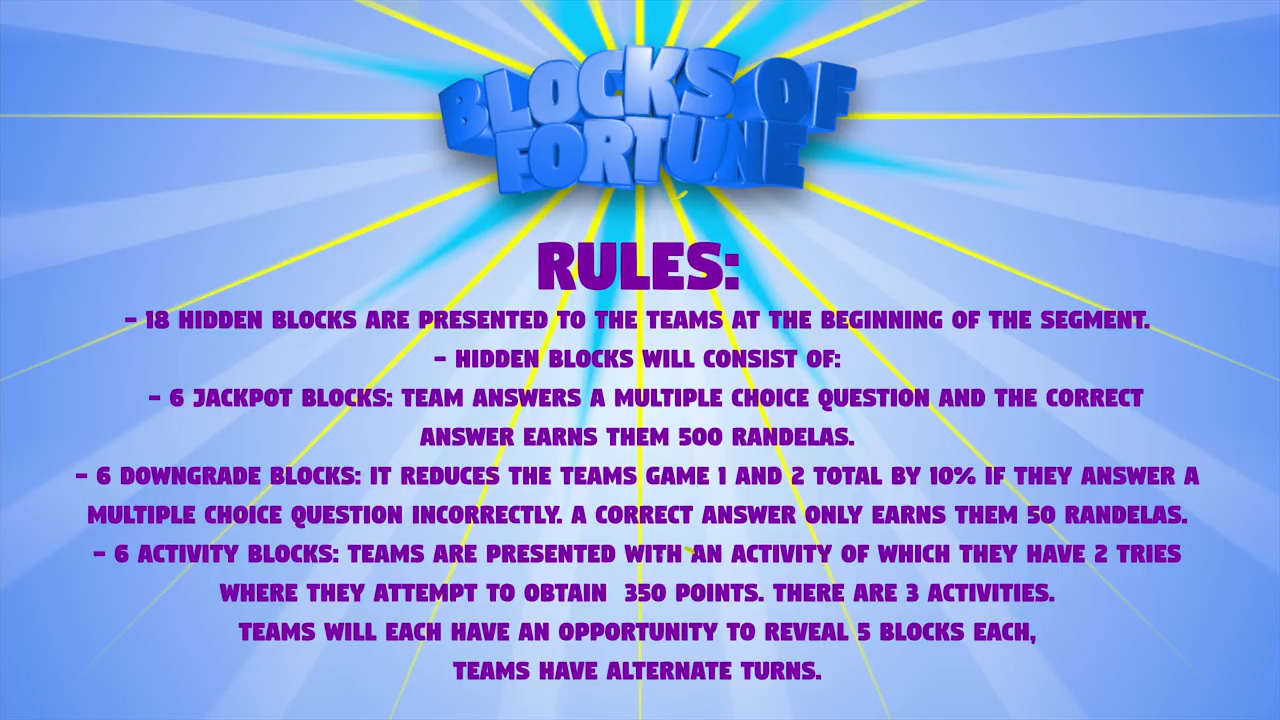 BLOCKS OF
FORTUNE
RULES:
- 18 HIDDEN BLOCKS ARE PRESENTED TO THE TEAMS AT THE BEGINNING OF THE SEGMENT.
- HIDDEN BLOCKS WILL CONSIST OF:
- 6 JACKPOT BLOCKS: TEAM ANSWERS A MULTIPLE CHOICE QUESTION AND THE CORRECT
ANSWER EARNS THEM 500 RANDELAS.
- 6 DOWNGRADE BLOCKS: IT REDUCES THE TEAMS GAME 1 AND 2 TOTAL BY 10% IF THEY ANSWER A
MULTIPLE CHOICE QUESTION INCORRECTLY. A CORRECT ANSWER ONLY EARNS THEM 50 RANDELAS.
- 6 ACTIVITY BLOCKS: TEAMS ARE PRESENTED WITH AN ACTIVITY OF WHICH THEY HAVE 2 TRIES
WHERE THEY ATTEMPT TO OBTAIN 350 POINTS. THERE ARE 3 ACTIVITIES.
TEAMS WILL EACH HAVE AN OPPORTUNITY TO REVEAL 5 BLOCKS EACH,
TEAMS HAVE ALTERNATE TURNS.